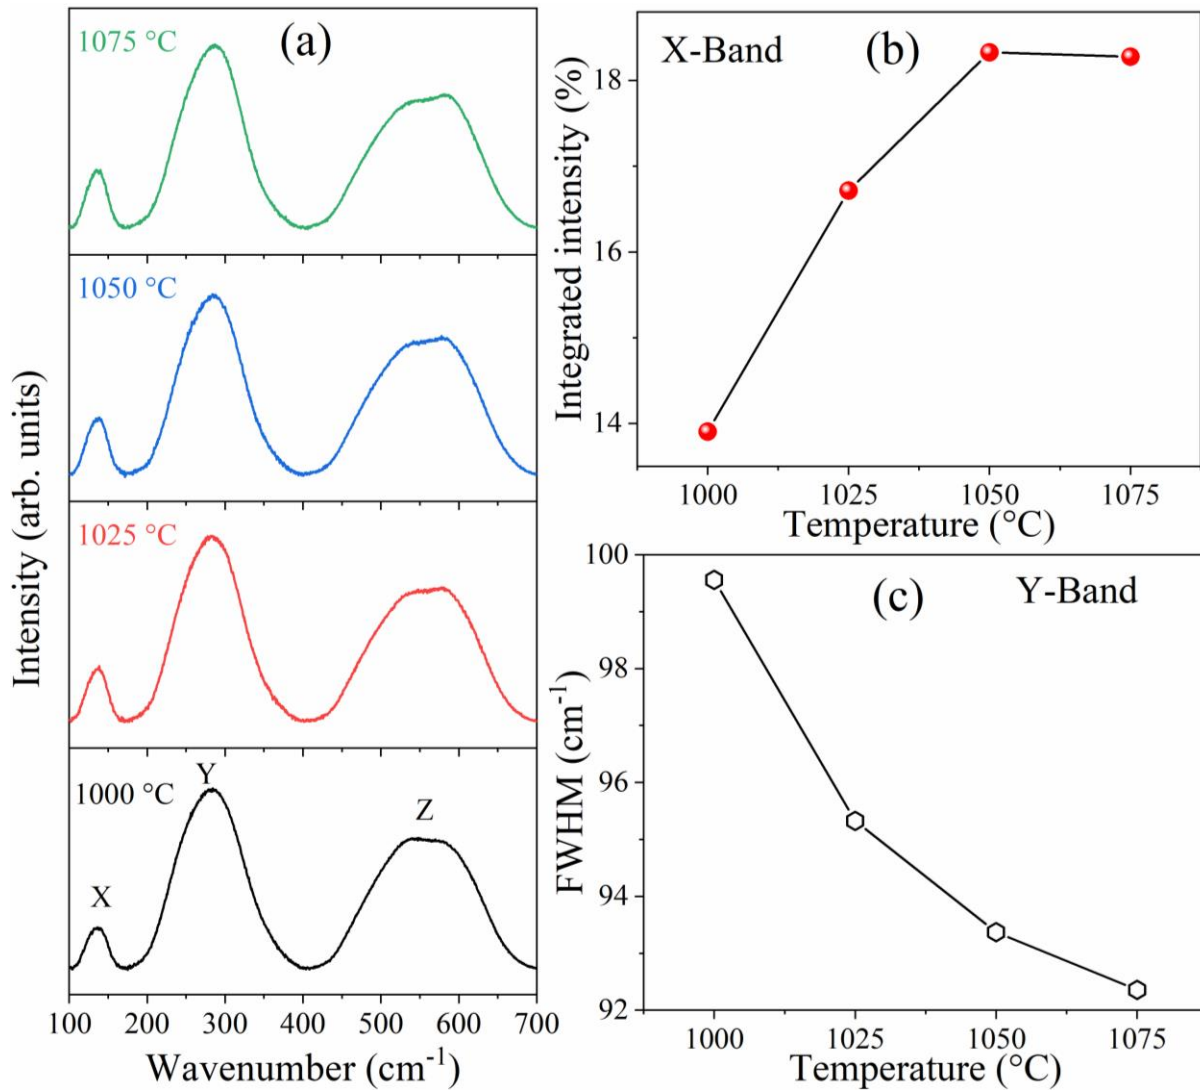 (a)
1075 °C
1050 °C
1025 °C
1000 °C
X
Y
Z
Intensity (arb. units)
100 200 300 400 500 600 700
Wavenumber (cm⁻¹)
X-Band
(b)
Integrated intensity (%)
18
16
14
1000 1025 1050 1075
Temperature (°C)
(c)
Y-Band
FWHM (cm⁻¹)
100
98
96
94
92
1000 1025 1050 1075
Temperature (°C)